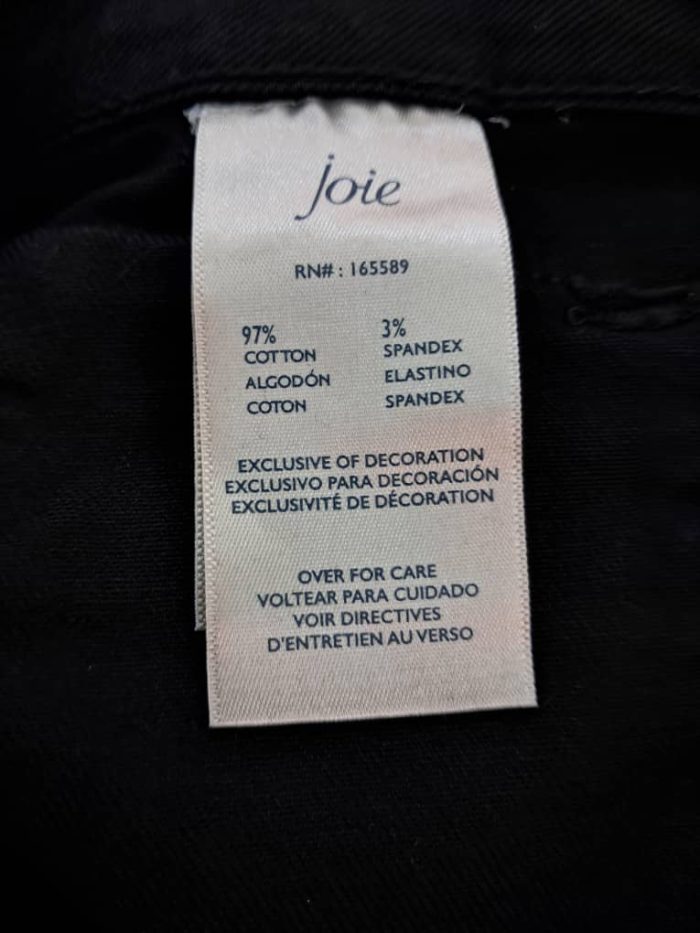 joie
RN# : 165589
97% 3%
COTTON SPANDEX
ALGODÓN ELASTINO
COTON SPANDEX
EXCLUSIVE OF DECORATION
EXCLUSIVO PARA DECORACIÓN
EXCLUSIVITÉ DE DÉCORATION
OVER FOR CARE
VOLTEAR PARA CUIDADO
VOIR DIRECTIVES
D'ENTRETIEN AU VERSO